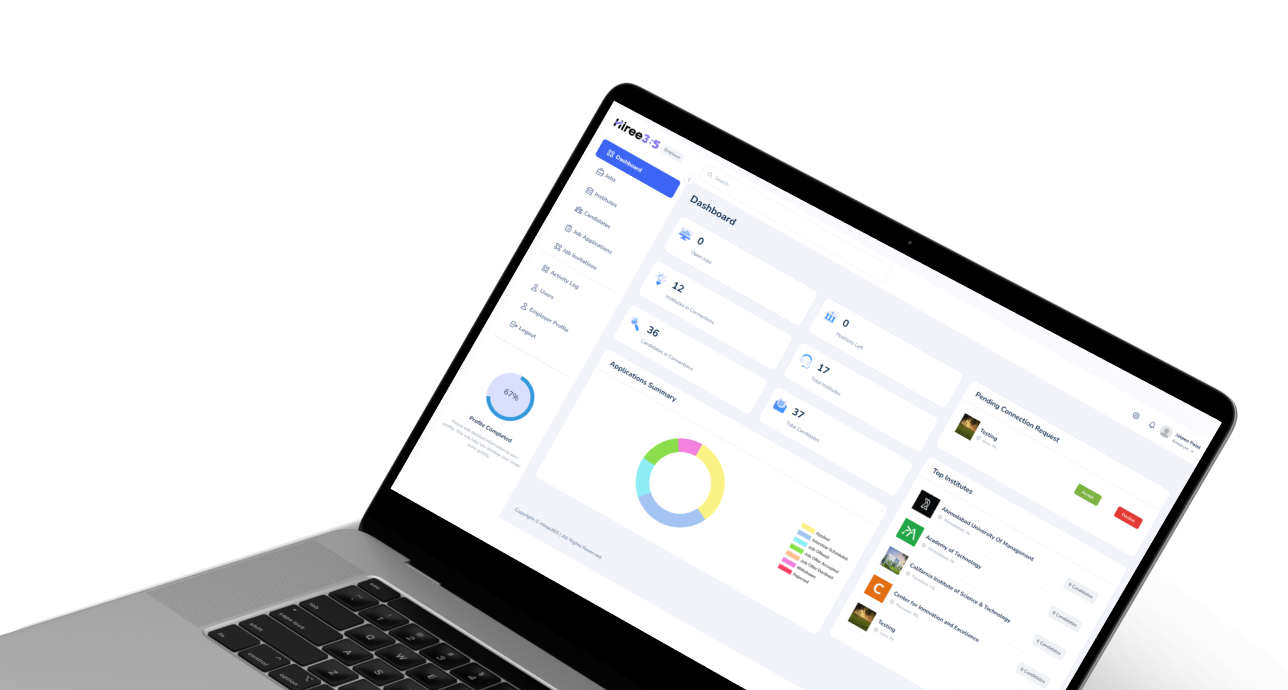 Hiree365
Employer
Search
Dashboard
Jobs
Institutes
Candidates
Job Applications
Job Invitations
Activity Log
Users
Employer Profile
Logout
67%
Profile Completed
Dashboard
0
Open Jobs
0
Positions Left
12
Institutes in Connections
17
Total Institutes
36
Candidates in Connections
37
Total Candidates
Applications Summary
Applied
Interview Scheduled
Job Offered
Job Offer Accepted
Job Offer Declined
Withdrawn
Rejected
Copyright © Hiree365 | All Rights Reserved.
Jaleen Patel
Employer
Pending Connection Request
Testing
Accept
Decline
Top Institutes
Ahmedabad University Of Management
Academy of Technology
California Institute of Science & Technology
Center for Innovation and Excellence
Testing
tab
caps lock
shift
fn
control
option
Q
W
E
A
S
Z